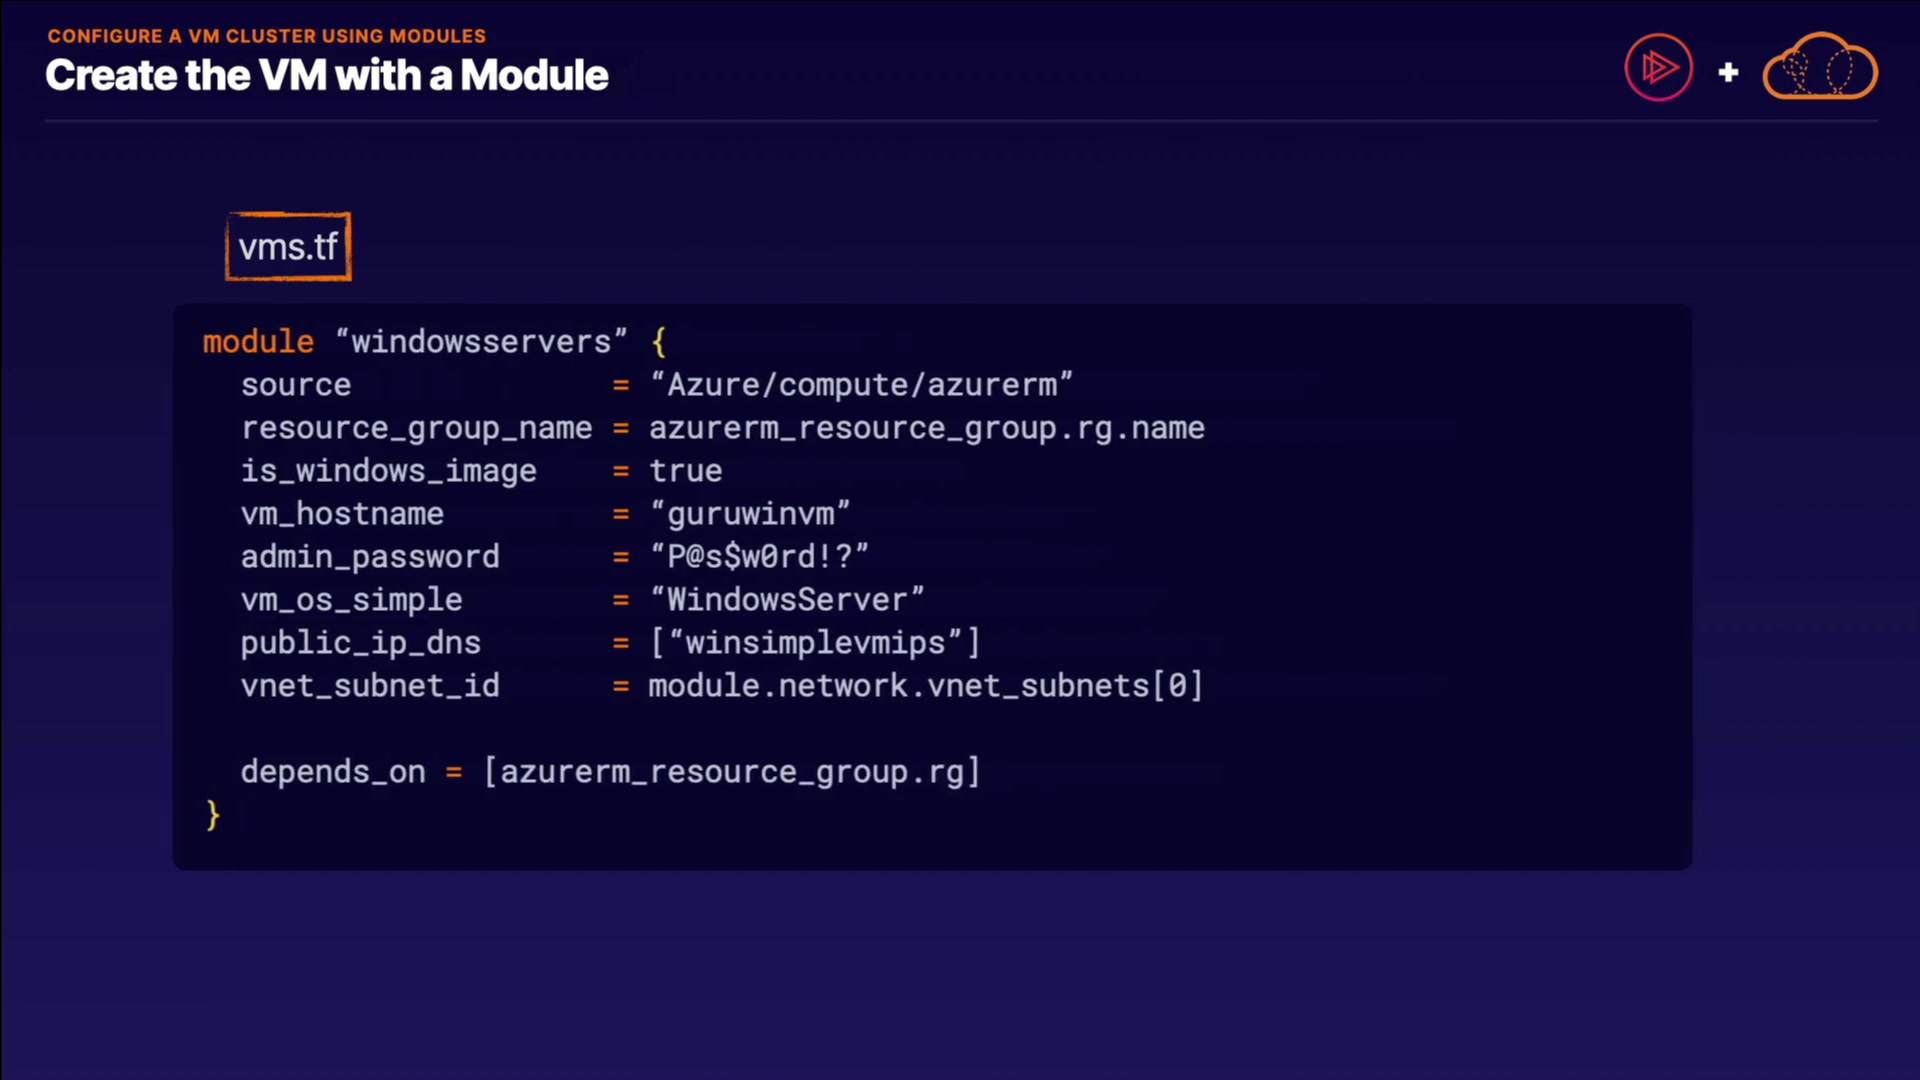 CONFIGURE A VM CLUSTER USING MODULES
Create the VM with a Module
+
vms.tf
module “windowsservers” {
  source              = “Azure/compute/azurerm”
  resource_group_name = azurerm_resource_group.rg.name
  is_windows_image    = true
  vm_hostname         = “guruwinvm”
  admin_password      = “P@s$w0rd!?”
  vm_os_simple        = “WindowsServer”
  public_ip_dns       = [“winsimplevmips”]
  vnet_subnet_id      = module.network.vnet_subnets[0]

  depends_on = [azurerm_resource_group.rg]
}